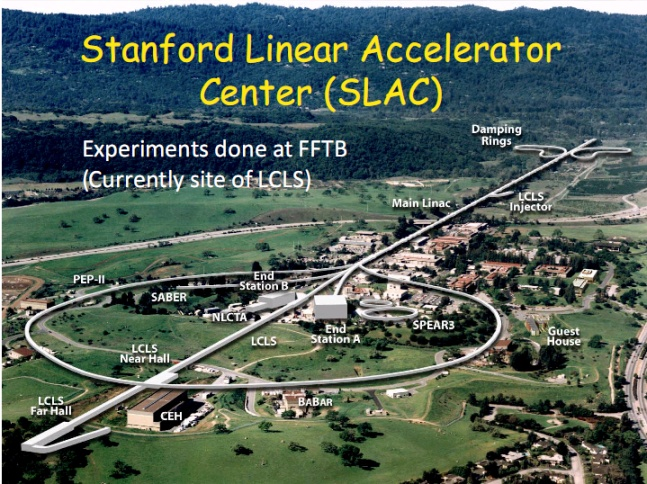 Stanford Linear Accelerator
Center (SLAC)
Experiments done at FFTB
(Currently site of LCLS)
Damping
Rings
Main Linac
LCLS
Injector
PEP-II
SABER
End
Station B
NLCTA
LCLS
End
Station A
SPEAR3
Guest
House
LCLS
Near Hall
LCLS
Far Hall
CEH
BABAR